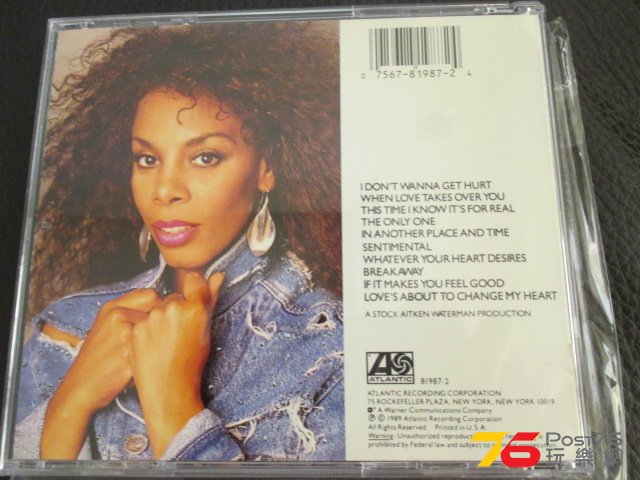 0 7567-81987-2 4
I DON'T WANNA GET HURT
WHEN LOVE TAKES OVER YOU
THIS TIME I KNOW IT'S FOR REAL
THE ONLY ONE
IN ANOTHER PLACE AND TIME
SENTIMENTAL
WHATEVER YOUR HEART DESIRES
BREAKAWAY
IF IT MAKES YOU FEEL GOOD
LOVE'S ABOUT TO CHANGE MY HEART
A STOCK AITKEN WATERMAN PRODUCTION
ATLANTIC
81987-2
ATLANTIC RECORDING CORPORATION
75 ROCKEFELLER PLAZA, NEW YORK, NEW YORK 10019
A Warner Communications Company
℗ © 1989 Atlantic Recording Corporation
All Rights Reserved Printed in U.S.A.
Warning: Unauthorized
prohibited by Federal law and subject to
76 Post76
玩樂網